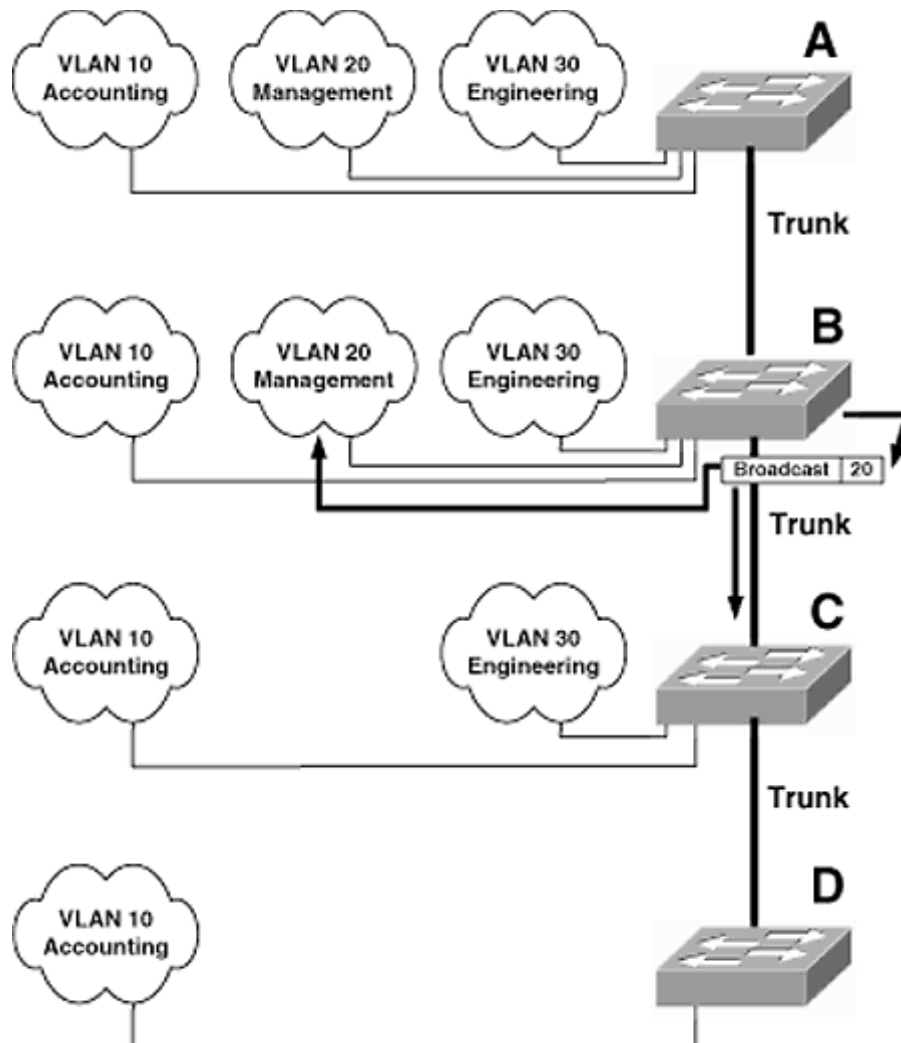 VLAN 10
Accounting
VLAN 20
Management
VLAN 30
Engineering
A
Trunk
VLAN 10
Accounting
VLAN 20
Management
VLAN 30
Engineering
B
Broadcast 20
Trunk
VLAN 10
Accounting
VLAN 30
Engineering
C
Trunk
VLAN 10
Accounting
D